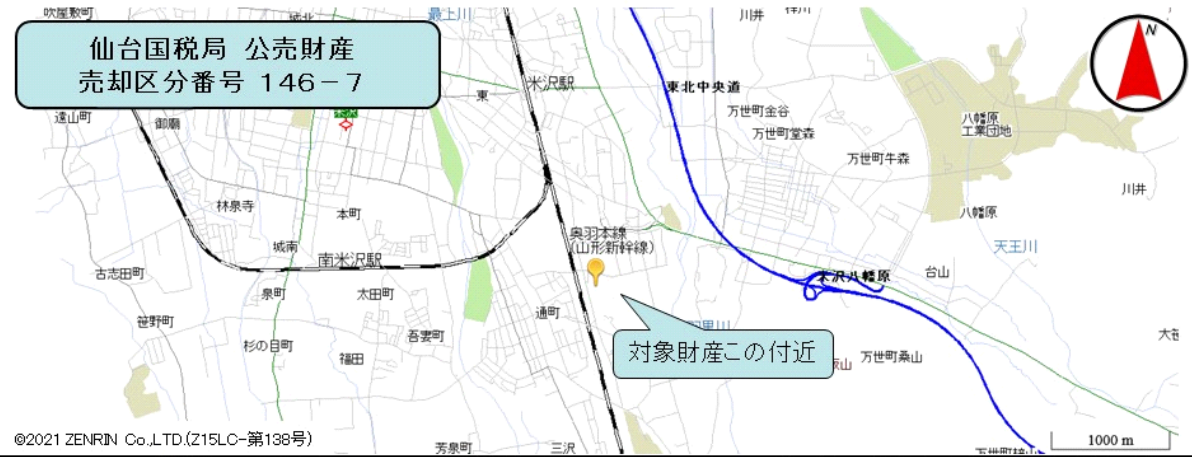 吹屋敷町
城北
最上川
川井
仙台国税局 公売財産
売却区分番号 146-7
N
米沢駅
東北中央道
東
遠山町
御廟
万世町金谷
八幡原
工業団地
万世町堂森
万世町牛森
川井
林泉寺
本町
八幡原
奥羽本線
(山形新幹線)
城南
天王川
南米沢駅
古志田町
台山
米沢八幡原
泉町
太田町
通町
笹野町
吾妻町
杉の目町
福田
対象財産この付近
万世町桑山
©2021 ZENRIN Co.,LTD.(Z15LC-第138号)
芳泉町
三沢
1000 m